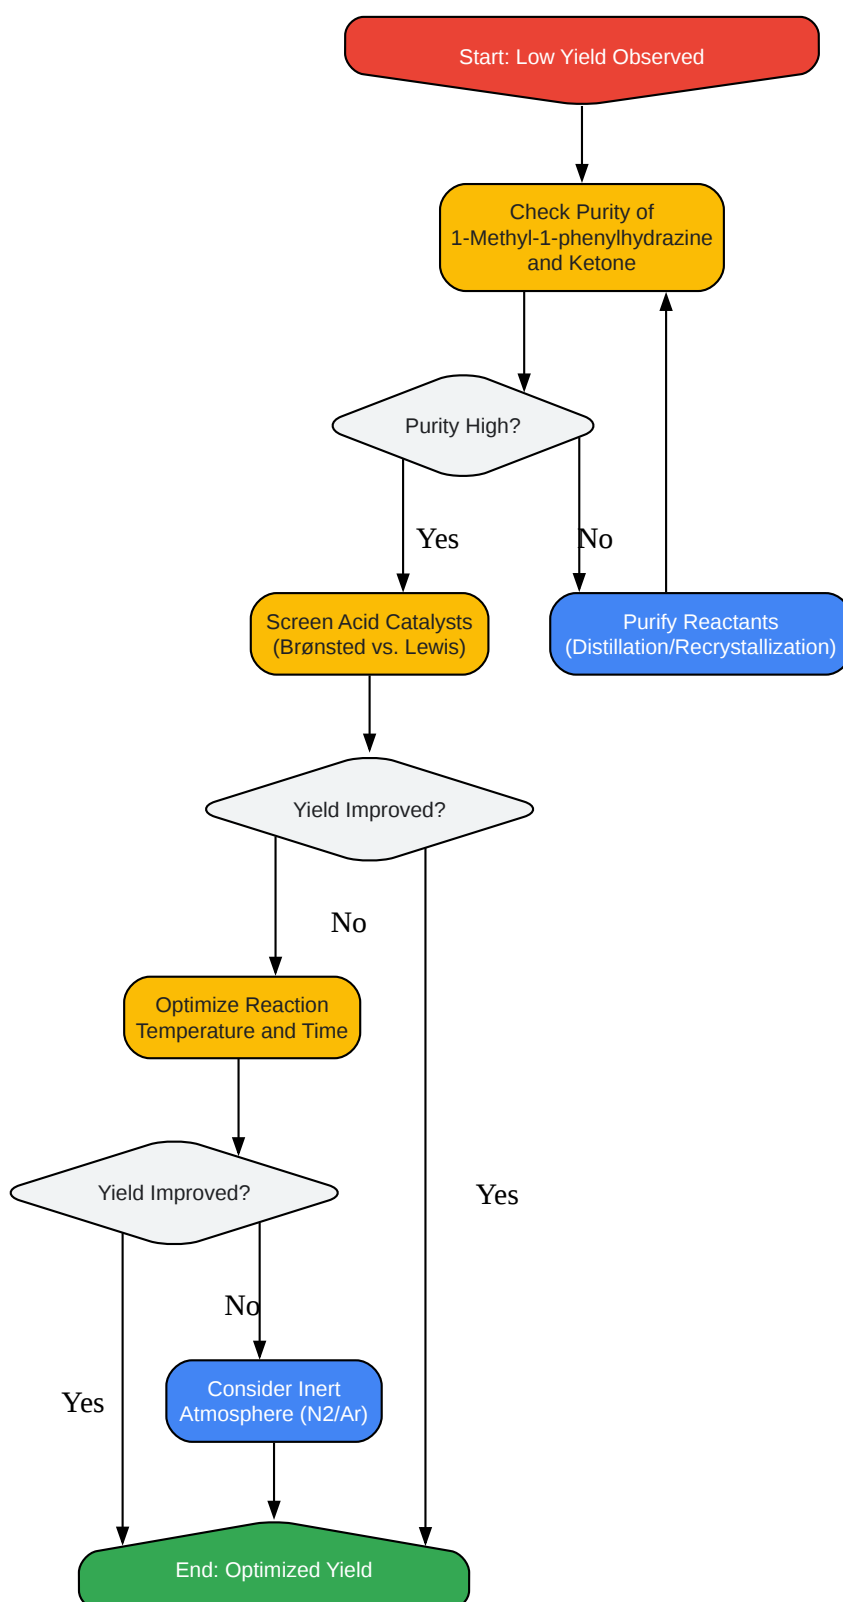 Start: Low Yield Observed
Check Purity of
1-Methyl-1-phenylhydrazine
and Ketone
Purity High?
Yes
No
Screen Acid Catalysts
(Brønsted vs. Lewis)
Purify Reactants
(Distillation/Recrystallization)
Yield Improved?
No
Optimize Reaction
Temperature and Time
Yield Improved?
Yes
No
Consider Inert
Atmosphere (N2/Ar)
Yes
End: Optimized Yield